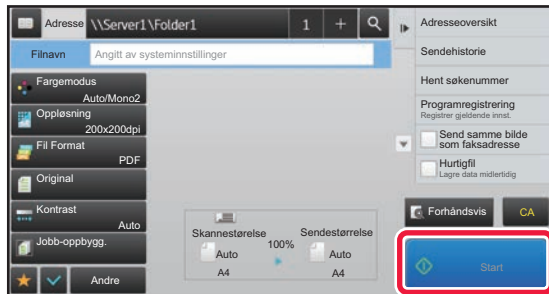 Adresse \\Server1\Folder1 1 +
Filnavn Angitt av systeminnstillinger
Fargemodus
Auto/Mono2
Oppløsning
200x200dpi
Fil Format
PDF
Original
Kontrast
Auto
Jobb-oppbygg.
Andre
Skannestørelse
Auto
A4
100%
Sendestørrelse
Auto
A4
Adresseoversikt
Sendehistorie
Hent søkenummer
Programregistrering
Registrer gjeldende innst.
Send samme bilde
som faksadresse
Hurtigfil
Lagre data midlertidig
Forhåndsvis CA
Start